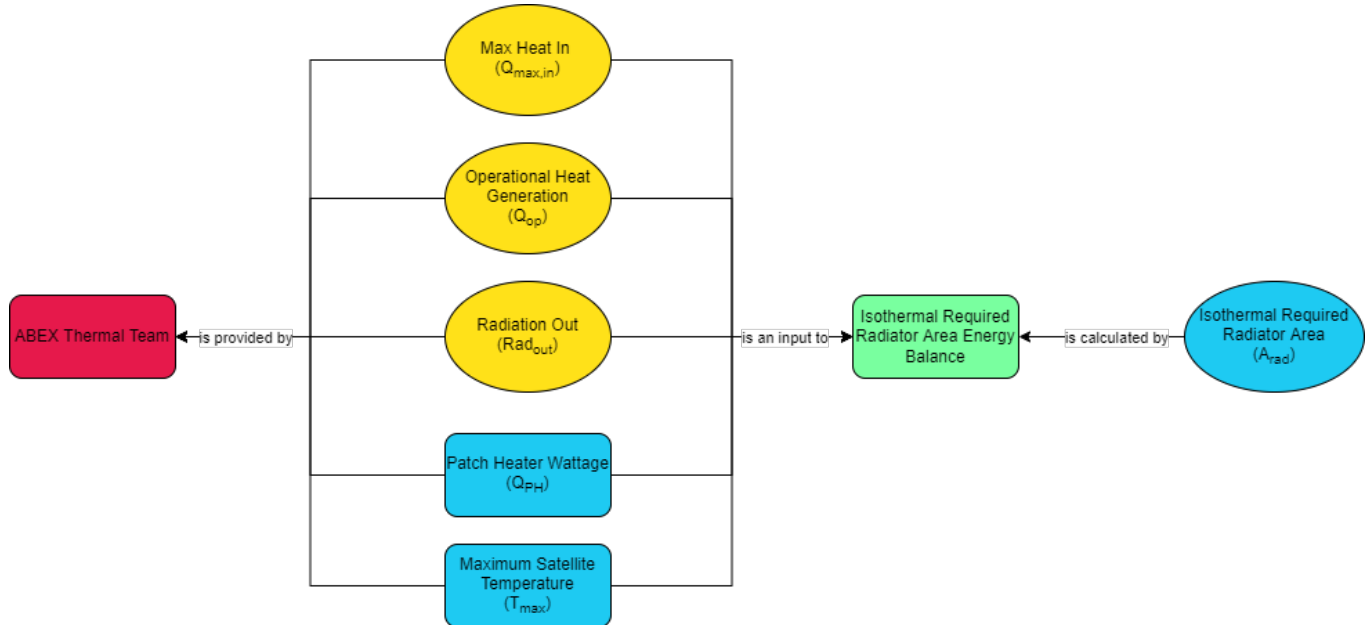 Max Heat In
(Qmax,in)
Operational Heat
Generation
(Qop)
ABEX Thermal Team
is provided by
Radiation Out
(Radout)
is an input to
Isothermal Required
Radiator Area Energy
Balance
is calculated by
Isothermal Required
Radiator Area
(Arad)
Patch Heater Wattage
(QPH)
Maximum Satellite
Temperature
(Tmax)